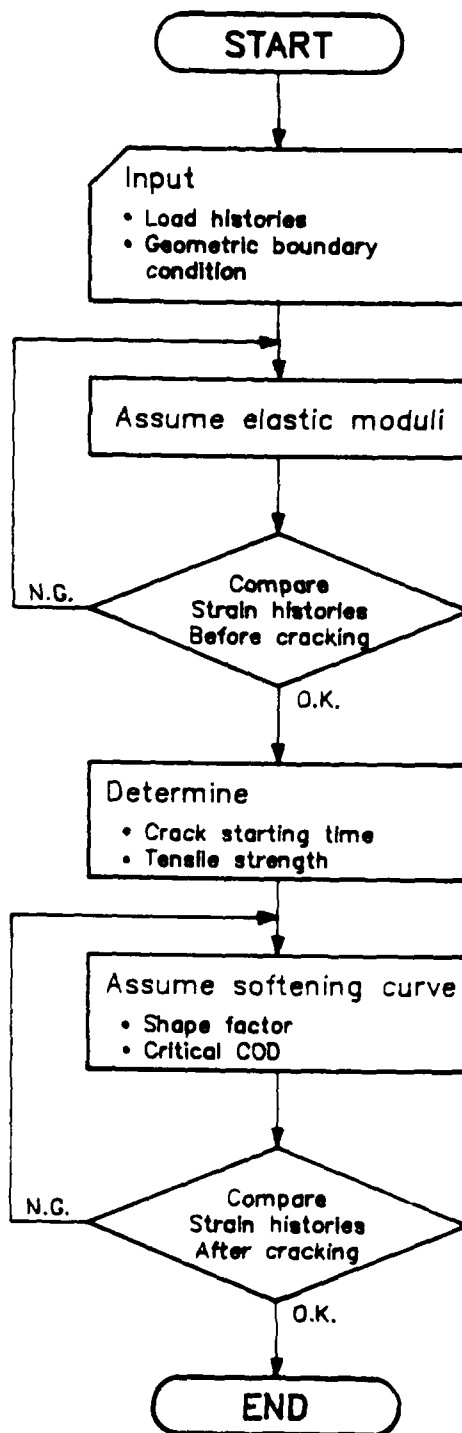 START
Input
• Load histories
• Geometric boundary
condition
Assume elastic moduli
Compare
Strain histories
Before cracking
N.G.
O.K.
Determine
• Crack starting time
• Tensile strength
Assume softening curve
• Shape factor
• Critical COD
Compare
Strain histories
After cracking
N.G.
O.K.
END